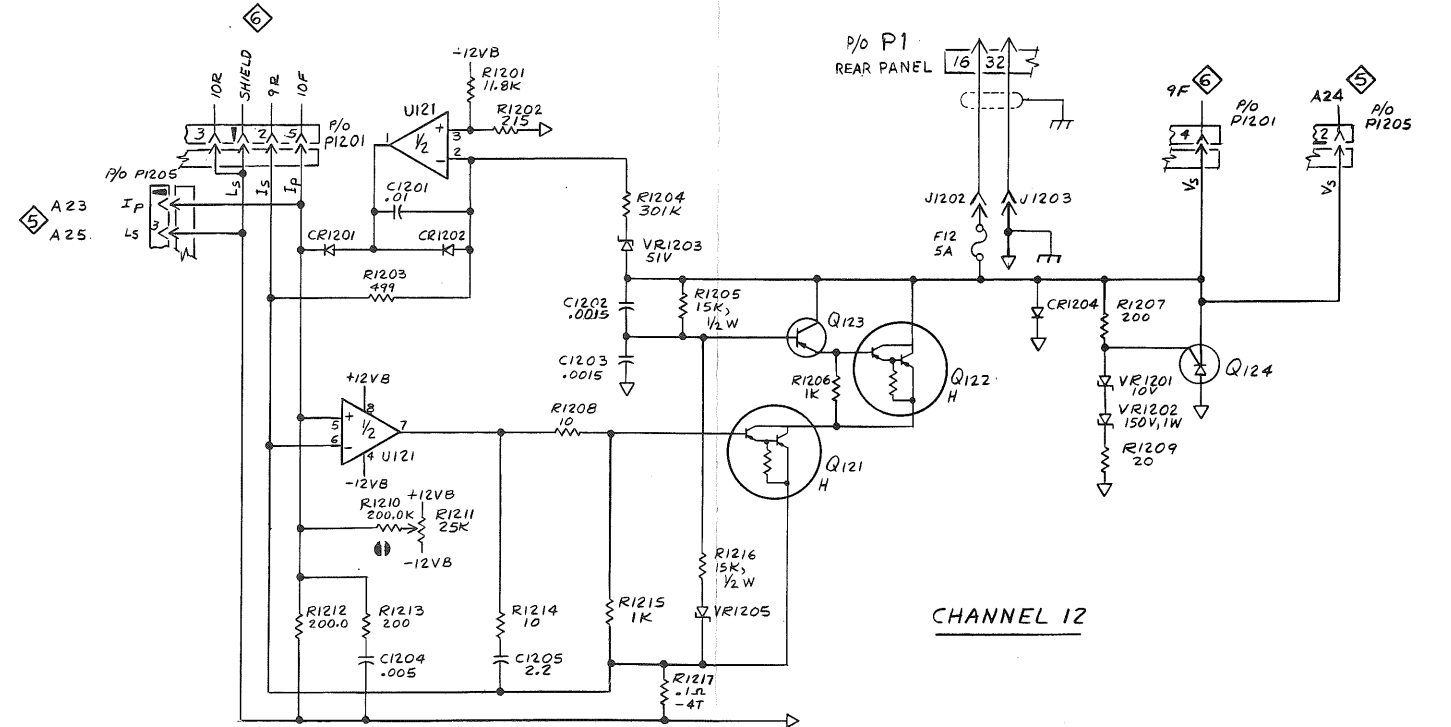 6
10R
SHIELD
9R
10F
3
2
5
P/O
P1201
P/O P1205
5
A23
IP
A25.
LS
3
LS
IS
IP
-12VB
R1201
11.8K
R1202
215
U121
1/2
+
3
-
2
1
C1201
.01
CR1201
CR1202
R1203
499
R1204
301K
VR1203
51V
P/O P1
REAR PANEL
16
32
J1202
J1203
F12
5A
6
9F
P/O
P1201
4
VS
5
A24
P/O
P1205
2
VS
C1202
.0015
R1205
15K,
1/2W
C1203
.0015
Q123
R1206
1K
Q122
H
CR1204
R1207
200
VR1201
10V
VR1202
150V,1W
R1209
20
Q124
+12VB
8
5
+
1/2
7
6
-
4
U121
-12VB
R1208
10
Q121
H
R1210
200.0K
+12VB
R1211
25K
-12VB
R1212
200.0
R1213
200
C1204
.005
R1214
10
C1205
2.2
R1215
1K
R1216
15K,
1/2W
VR1205
R1217
.1Ω
-4T
CHANNEL 12